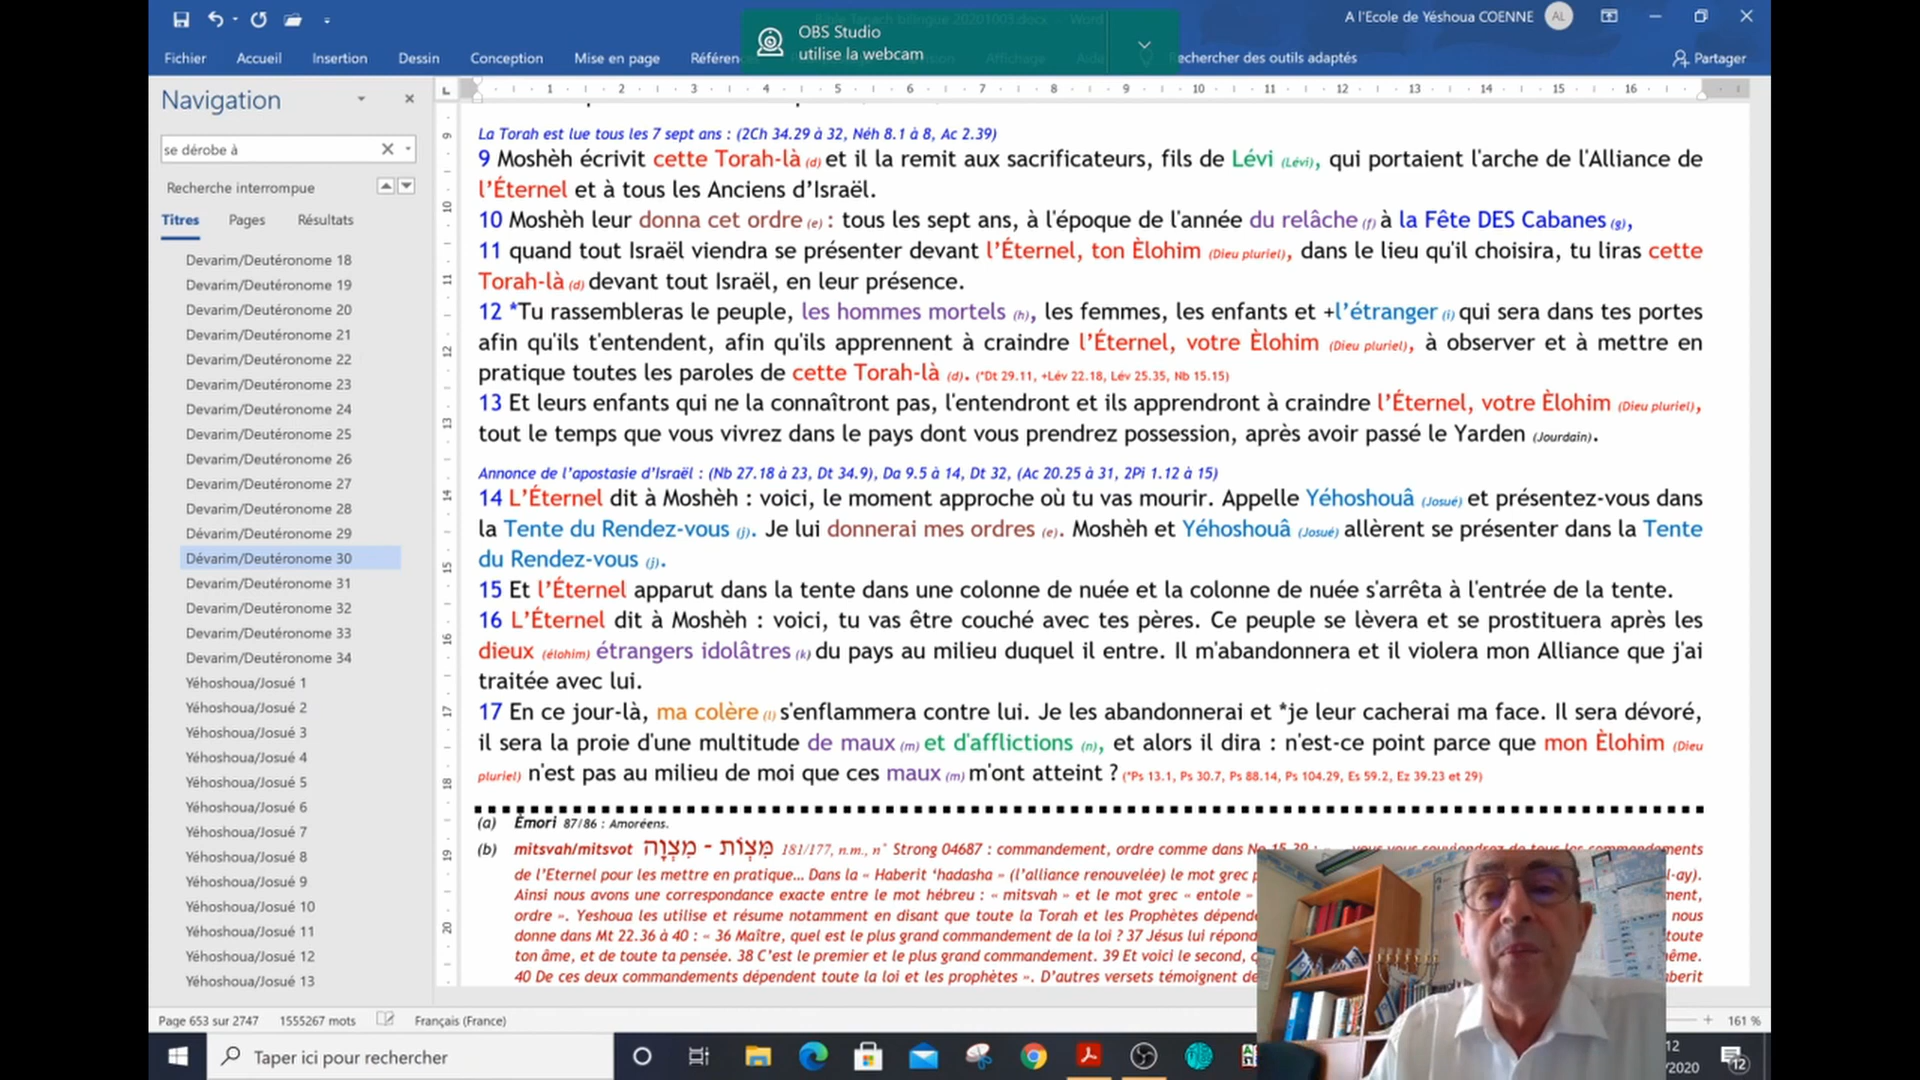 A l'Ecole de Yéshoua COENNE AL
OBS Studio
utilise la webcam
Fichier Accueil Insertion Dessin Conception Mise en page Référen Rechercher des outils adaptés Partager
Navigation
se dérobe à
Recherche interrompue
Titres Pages Résultats
Devarim/Deutéronome 18
Devarim/Deutéronome 19
Devarim/Deutéronome 20
Devarim/Deutéronome 21
Devarim/Deutéronome 22
Devarim/Deutéronome 23
Devarim/Deutéronome 24
Devarim/Deutéronome 25
Devarim/Deutéronome 26
Devarim/Deutéronome 27
Devarim/Deutéronome 28
Dévarim/Deutéronome 29
Dévarim/Deutéronome 30
Devarim/Deutéronome 31
Devarim/Deutéronome 32
Devarim/Deutéronome 33
Devarim/Deutéronome 34
Yéhoshoua/Josué 1
Yéhoshoua/Josué 2
Yéhoshoua/Josué 3
Yéhoshoua/Josué 4
Yéhoshoua/Josué 5
Yéhoshoua/Josué 6
Yéhoshoua/Josué 7
Yéhoshoua/Josué 8
Yéhoshoua/Josué 9
Yéhoshoua/Josué 10
Yéhoshoua/Josué 11
Yéhoshoua/Josué 12
Yéhoshoua/Josué 13
1 2 3 4 5 6 7 8 9 10 11 12 13 14 15 16
La Torah est lue tous les 7 sept ans : (2Ch 34.29 à 32, Néh 8.1 à 8, Ac 2.39)
9 Moshèh écrivit cette Torah-là (d) et il la remit aux sacrificateurs, fils de Lévi (Lévi), qui portaient l'arche de l'Alliance de
l’Éternel et à tous les Anciens d’Israël.
10 Moshèh leur donna cet ordre (e) : tous les sept ans, à l'époque de l'année du relâche (f) à la Fête DES Cabanes (g),
11 quand tout Israël viendra se présenter devant l’Éternel, ton Èlohim (Dieu pluriel), dans le lieu qu'il choisira, tu liras cette
Torah-là (d) devant tout Israël, en leur présence.
12 *Tu rassembleras le peuple, les hommes mortels (h), les femmes, les enfants et +l’étranger (i) qui sera dans tes portes
afin qu'ils t'entendent, afin qu'ils apprennent à craindre l’Éternel, votre Èlohim (Dieu pluriel), à observer et à mettre en
pratique toutes les paroles de cette Torah-là (d). (*Dt 29.11, +Lév 22.18, Lév 25.35, Nb 15.15)
13 Et leurs enfants qui ne la connaîtront pas, l'entendront et ils apprendront à craindre l’Éternel, votre Èlohim (Dieu pluriel),
tout le temps que vous vivrez dans le pays dont vous prendrez possession, après avoir passé le Yarden (Jourdain).
Annonce de l’apostasie d’Israël : (Nb 27.18 à 23, Dt 34.9), Da 9.5 à 14, Dt 32, (Ac 20.25 à 31, 2Pi 1.12 à 15)
14 L’Éternel dit à Moshèh : voici, le moment approche où tu vas mourir. Appelle Yéhoshouâ (Josué) et présentez-vous dans
la Tente du Rendez-vous (j). Je lui donnerai mes ordres (e). Moshèh et Yéhoshouâ (Josué) allèrent se présenter dans la Tente
du Rendez-vous (j).
15 Et l’Éternel apparut dans la tente dans une colonne de nuée et la colonne de nuée s'arrêta à l'entrée de la tente.
16 L’Éternel dit à Moshèh : voici, tu vas être couché avec tes pères. Ce peuple se lèvera et se prostituera après les
dieux (élohim) étrangers idolâtres (k) du pays au milieu duquel il entre. Il m'abandonnera et il violera mon Alliance que j'ai
traitée avec lui.
17 En ce jour-là, ma colère (l) s'enflammera contre lui. Je les abandonnerai et *je leur cacherai ma face. Il sera dévoré,
il sera la proie d'une multitude de maux (m) et d'afflictions (n), et alors il dira : n'est-ce point parce que mon Èlohim (Dieu
pluriel) n'est pas au milieu de moi que ces maux (m) m'ont atteint ? (*Ps 13.1, Ps 30.7, Ps 88.14, Ps 104.29, Es 59.2, Ez 39.23 et 29)
(a) Èmori 87/86 : Amoréens.
(b) mitsvah/mitsvot מִצְוָה - מִצְוֹת 181/177, n.m., n° Strong 04687 : commandement, ordre comme dans
de l’Eternel pour les mettre en pratique… Dans la « Haberit ‘hadasha » (l’alliance renouvelée) le mot grec
Ainsi nous avons une correspondance exacte entre le mot hébreu : « mitsvah » et le mot grec « entole »
ordre ». Yeshoua les utilise et résume notamment en disant que toute la Torah et les Prophètes nous
donne dans Mt 22.36 à 40 : « 36 Maître, quel est le plus grand commandement de la loi ? 37 Jésus lui toute
ton âme, et de toute ta pensée. 38 C’est le premier et le plus grand commandement. 39 Et voici le second,
40 De ces deux commandements dépendent toute la loi et les prophètes ». D’autres versets témoignent
Page 653 sur 2747 1555267 mots Français (France) 161 %
Taper ici pour rechercher
12